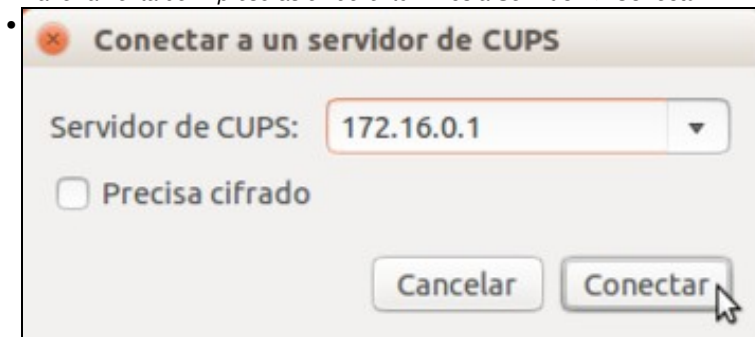 Conectar a un servidor de CUPS
Servidor de CUPS: 172.16.0.1
Precisa cifrado
Cancelar Conectar